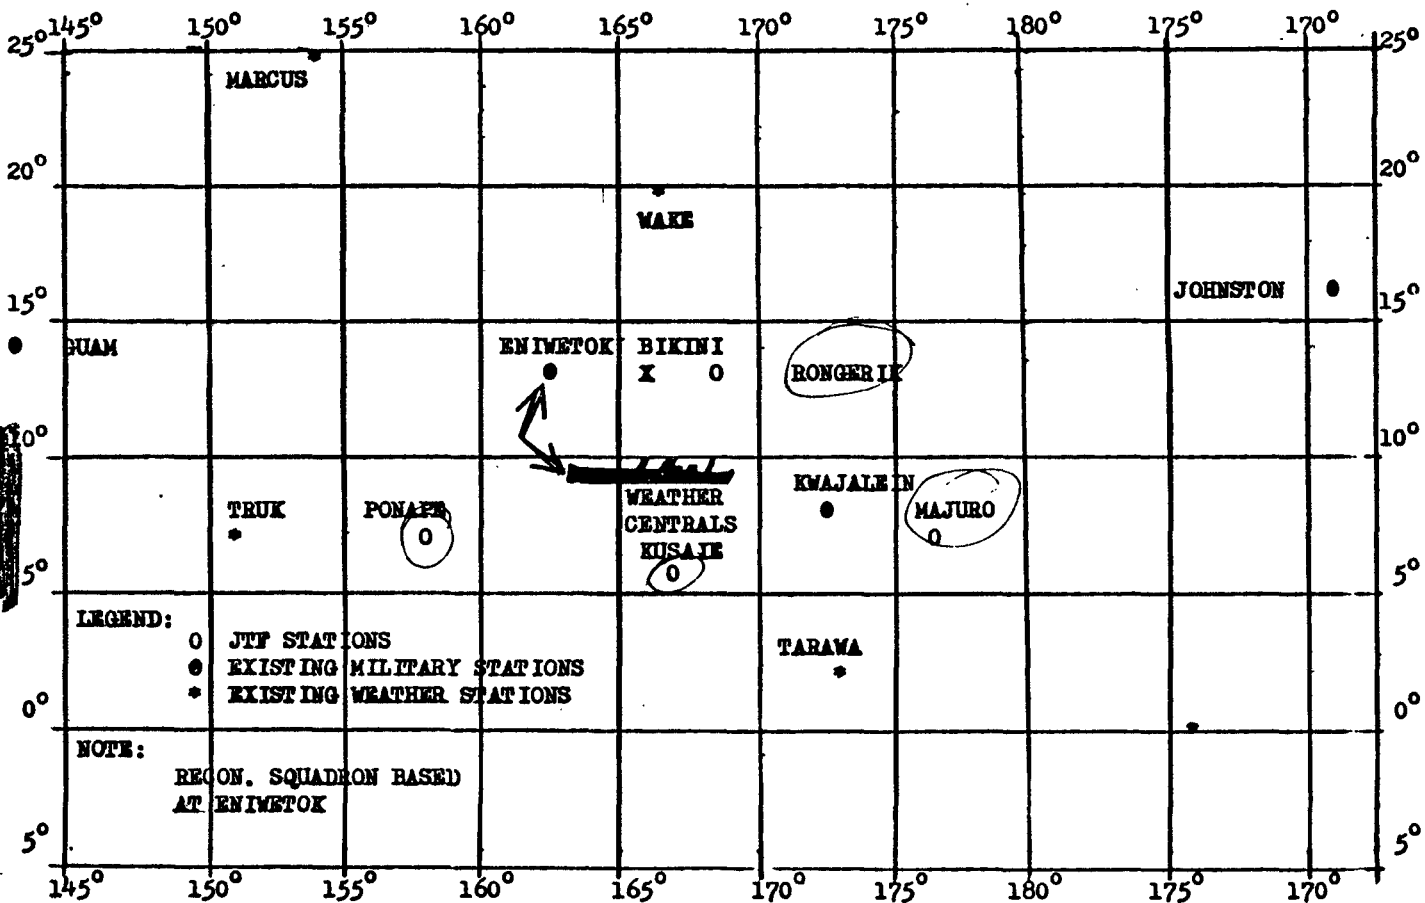 145° 150° 155° 160° 165° 170° 175° 180° 175° 170°
25° 25°
MARCUS
20° 20°
WAKE
JOHNSTON
15° 15°
GUAM ENIWETOK BIKINI
X O RONGERIK
10° 10°
KWAJALEIN
WEATHER
TRUK PONAPE MAJURO
CENTRALS
O O
KUSAIE
O
5° 5°
LEGEND:
O JTF STATIONS
TARAWA
● EXISTING MILITARY STATIONS
* EXISTING WEATHER STATIONS
0° 0°
NOTE:
RECON. SQUADRON BASED
AT ENIWETOK
5° 5°
145° 150° 155° 160° 165° 170° 175° 180° 175° 170°